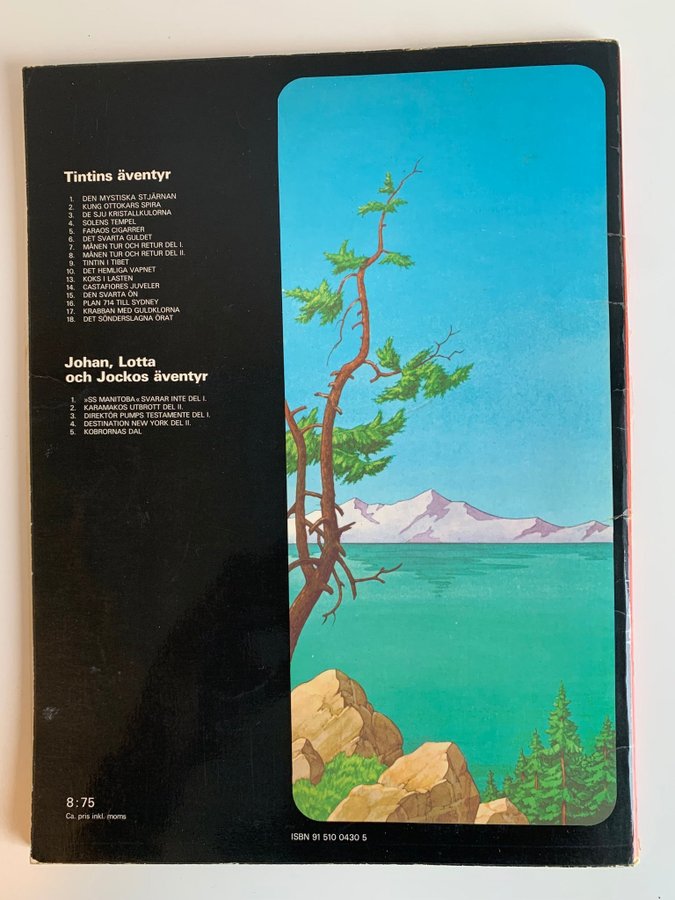 Tintins äventyr
1. DEN MYSTISKA STJÄRNAN
2. KUNG OTTOKARS SPIRA
3. DE SJU KRISTALLKULORNA
4. SOLENS TEMPEL
5. FARAOS CIGARRER
6. DET SVARTA GULDET
7. MÅNEN TUR OCH RETUR DEL I.
8. MÅNEN TUR OCH RETUR DEL II.
9. TINTIN I TIBET
10. DET HEMLIGA VAPNET
13. KOKS I LASTEN
14. CASTAFIORES JUVELER
15. DEN SVARTA ÖN
16. PLAN 714 TILL SYDNEY
17. KRABBAN MED GULDKLORNA
18. DET SÖNDERSLAGNA ÖRAT
Johan, Lotta
och Jockos äventyr
1. »SS MANITOBA« SVARAR INTE DEL I.
2. KARAMAKOS UTBROTT DEL II.
3. DIREKTÖR PUMPS TESTAMENTE DEL I.
4. DESTINATION NEW YORK DEL II.
5. KOBRORNAS DAL
8:75
Ca. pris inkl. moms
ISBN 91 510 0430 5